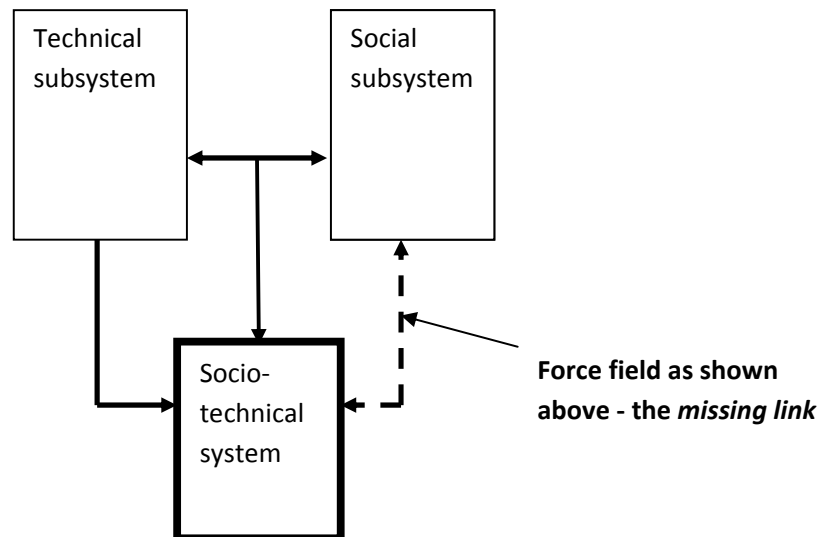 Technical
subsystem
Social
subsystem
Socio-
technical
system
Force field as shown
above - the missing link